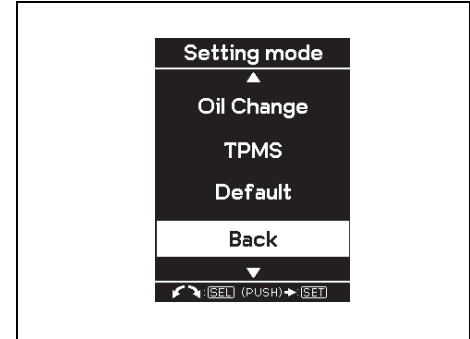 Setting mode
Oil Change
TPMS
Default
Back
:SEL (PUSH)→:SET